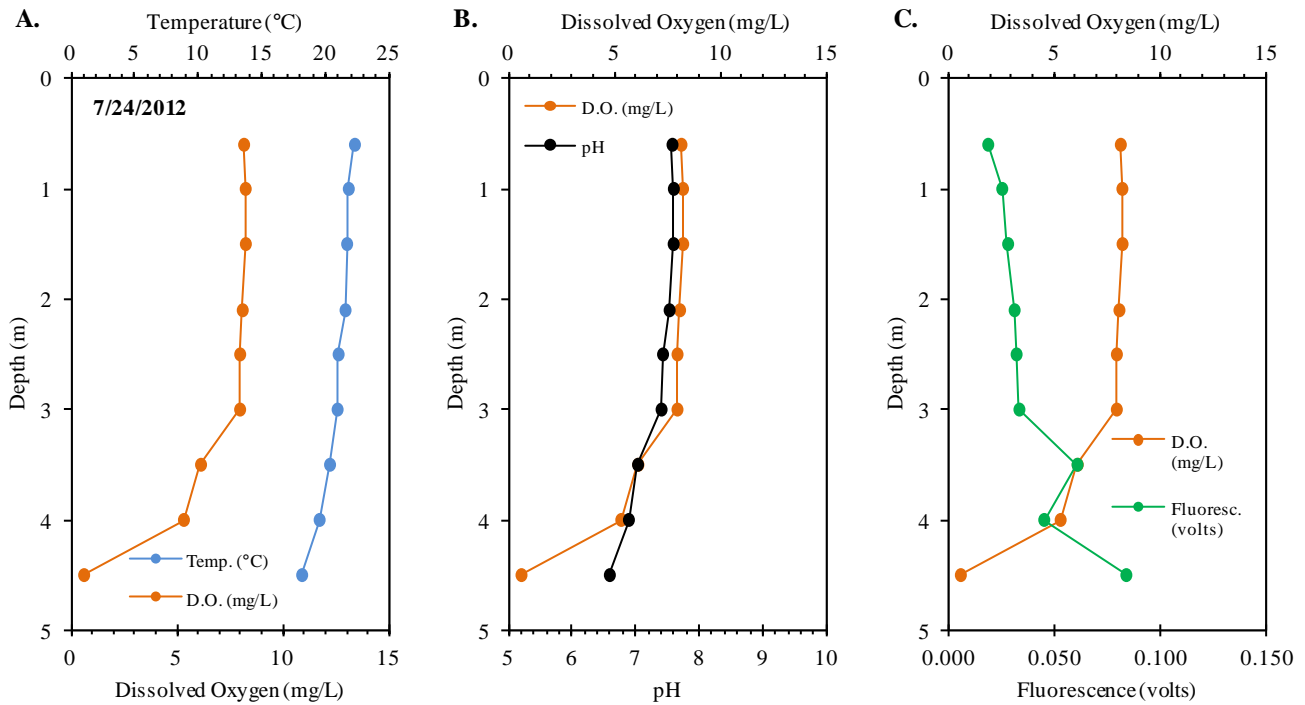 A.
Temperature (°C)
0 5 10 15 20 25
0
1
2
3
4
5
Depth (m)
7/24/2012
Temp. (°C)
D.O. (mg/L)
0 5 10 15
Dissolved Oxygen (mg/L)
B.
Dissolved Oxygen (mg/L)
0 5 10 15
0
1
2
3
4
5
Depth (m)
D.O. (mg/L)
pH
5 6 7 8 9 10
pH
C.
Dissolved Oxygen (mg/L)
0 5 10 15
0
1
2
3
4
5
Depth (m)
D.O.
(mg/L)
Fluoresc.
(volts)
0.000 0.050 0.100 0.150
Fluorescence (volts)